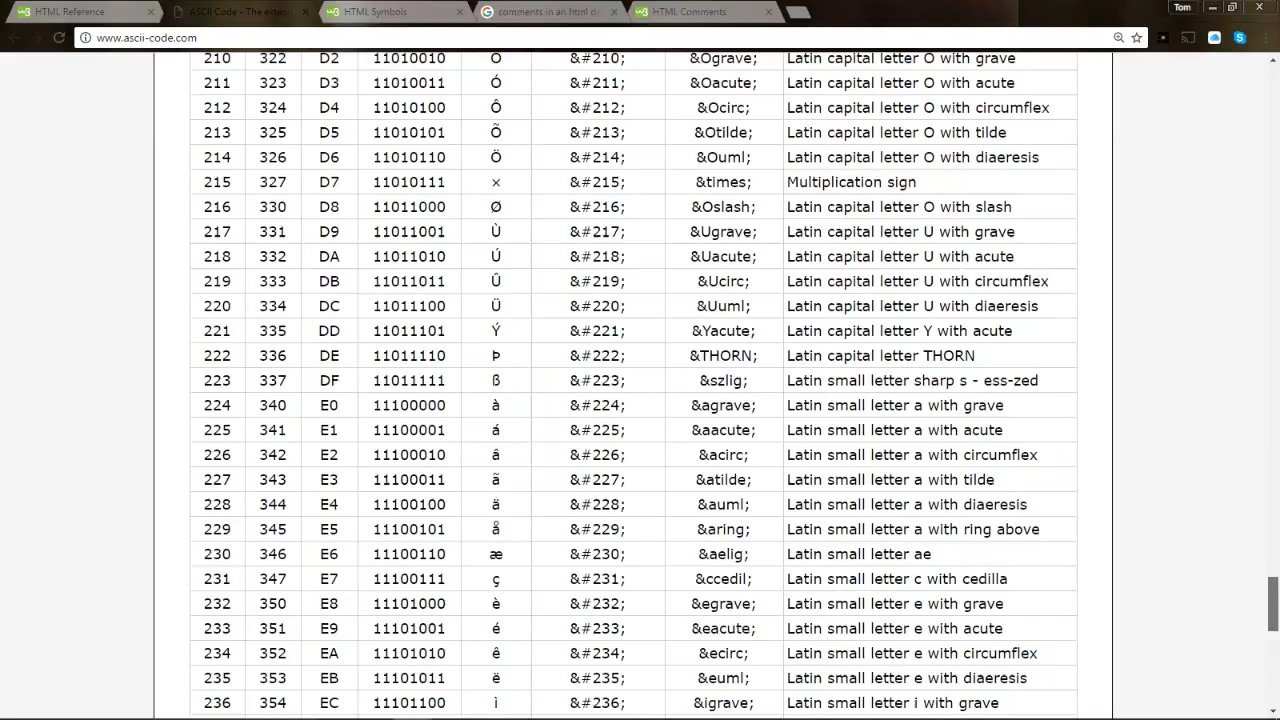 HTML Reference
ASCII Code - The extend
HTML Symbols
comments in an html do
HTML Comments
Tom
www.ascii-code.com
210 322 D2 11010010 Ò &#210; &Ograve; Latin capital letter O with grave
211 323 D3 11010011 Ó &#211; &Oacute; Latin capital letter O with acute
212 324 D4 11010100 Ô &#212; &Ocirc; Latin capital letter O with circumflex
213 325 D5 11010101 Õ &#213; &Otilde; Latin capital letter O with tilde
214 326 D6 11010110 Ö &#214; &Ouml; Latin capital letter O with diaeresis
215 327 D7 11010111 × &#215; &times; Multiplication sign
216 330 D8 11011000 Ø &#216; &Oslash; Latin capital letter O with slash
217 331 D9 11011001 Ù &#217; &Ugrave; Latin capital letter U with grave
218 332 DA 11011010 Ú &#218; &Uacute; Latin capital letter U with acute
219 333 DB 11011011 Û &#219; &Ucirc; Latin capital letter U with circumflex
220 334 DC 11011100 Ü &#220; &Uuml; Latin capital letter U with diaeresis
221 335 DD 11011101 Ý &#221; &Yacute; Latin capital letter Y with acute
222 336 DE 11011110 Þ &#222; &THORN; Latin capital letter THORN
223 337 DF 11011111 ß &#223; &szlig; Latin small letter sharp s - ess-zed
224 340 E0 11100000 à &#224; &agrave; Latin small letter a with grave
225 341 E1 11100001 á &#225; &aacute; Latin small letter a with acute
226 342 E2 11100010 â &#226; &acirc; Latin small letter a with circumflex
227 343 E3 11100011 ã &#227; &atilde; Latin small letter a with tilde
228 344 E4 11100100 ä &#228; &auml; Latin small letter a with diaeresis
229 345 E5 11100101 å &#229; &aring; Latin small letter a with ring above
230 346 E6 11100110 æ &#230; &aelig; Latin small letter ae
231 347 E7 11100111 ç &#231; &ccedil; Latin small letter c with cedilla
232 350 E8 11101000 è &#232; &egrave; Latin small letter e with grave
233 351 E9 11101001 é &#233; &eacute; Latin small letter e with acute
234 352 EA 11101010 ê &#234; &ecirc; Latin small letter e with circumflex
235 353 EB 11101011 ë &#235; &euml; Latin small letter e with diaeresis
236 354 EC 11101100 ì &#236; &igrave; Latin small letter i with grave